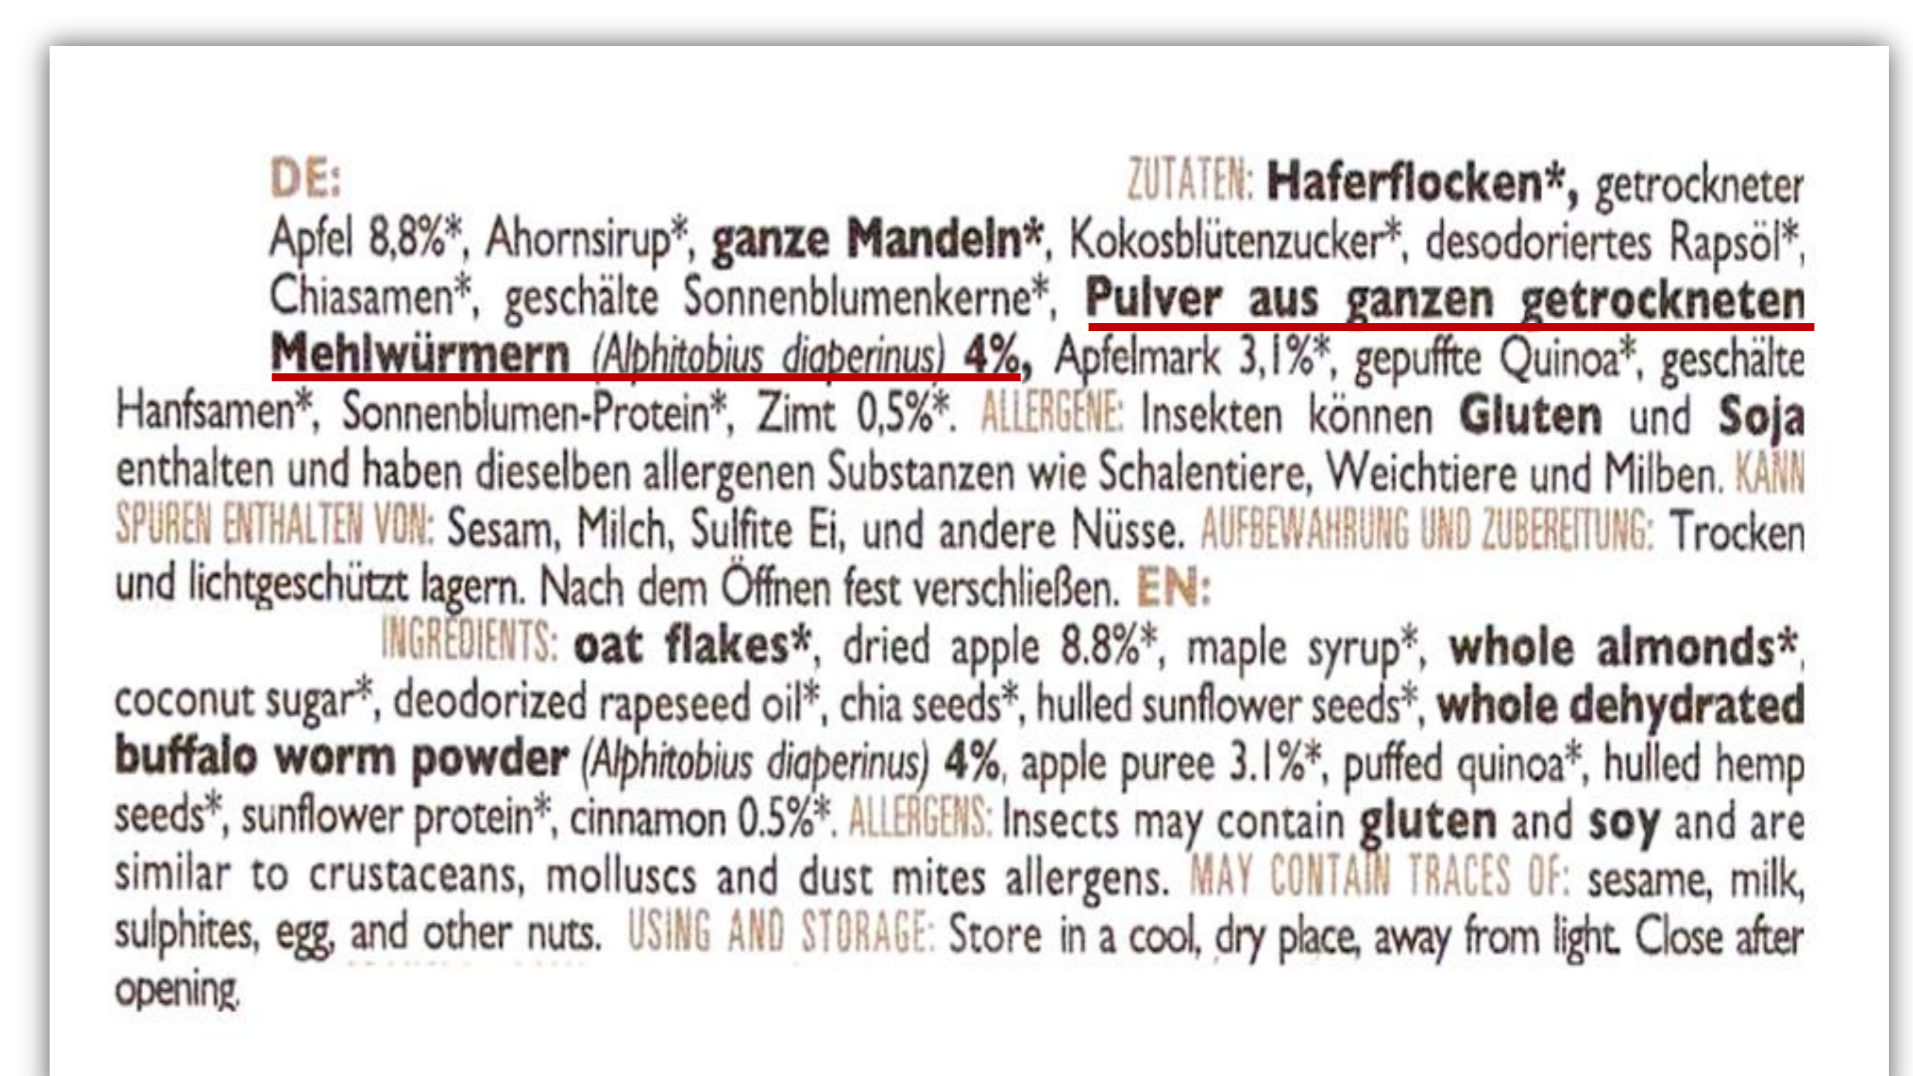 DE: ZUTATEN: Haferflocken*, getrockneter
Apfel 8,8%*, Ahornsirup*, ganze Mandeln*, Kokosblütenzucker*, desodoriertes Rapsöl*,
Chiasamen*, geschälte Sonnenblumenkerne*, Pulver aus ganzen getrockneten
Mehlwürmern (Alphitobius diaperinus) 4%, Apfelmark 3,1%*, gepuffte Quinoa*, geschälte
Hanfsamen*, Sonnenblumen-Protein*, Zimt 0,5%*. ALLERGENE: Insekten können Gluten und Soja
enthalten und haben dieselben allergenen Substanzen wie Schalentiere, Weichtiere und Milben. KANN
SPUREN ENTHALTEN VON: Sesam, Milch, Sulfite Ei, und andere Nüsse. AUFBEWAHRUNG UND ZUBEREITUNG: Trocken
und lichtgeschützt lagern. Nach dem Öffnen fest verschließen. EN:
INGREDIENTS: oat flakes*, dried apple 8.8%*, maple syrup*, whole almonds*,
coconut sugar*, deodorized rapeseed oil*, chia seeds*, hulled sunflower seeds*, whole dehydrated
buffalo worm powder (Alphitobius diaperinus) 4%, apple puree 3.1%*, puffed quinoa*, hulled hemp
seeds*, sunflower protein*, cinnamon 0.5%*. ALLERGENS: Insects may contain gluten and soy and are
similar to crustaceans, molluscs and dust mites allergens. MAY CONTAIN TRACES OF: sesame, milk,
sulphites, egg, and other nuts. USING AND STORAGE: Store in a cool, dry place, away from light. Close after
opening.